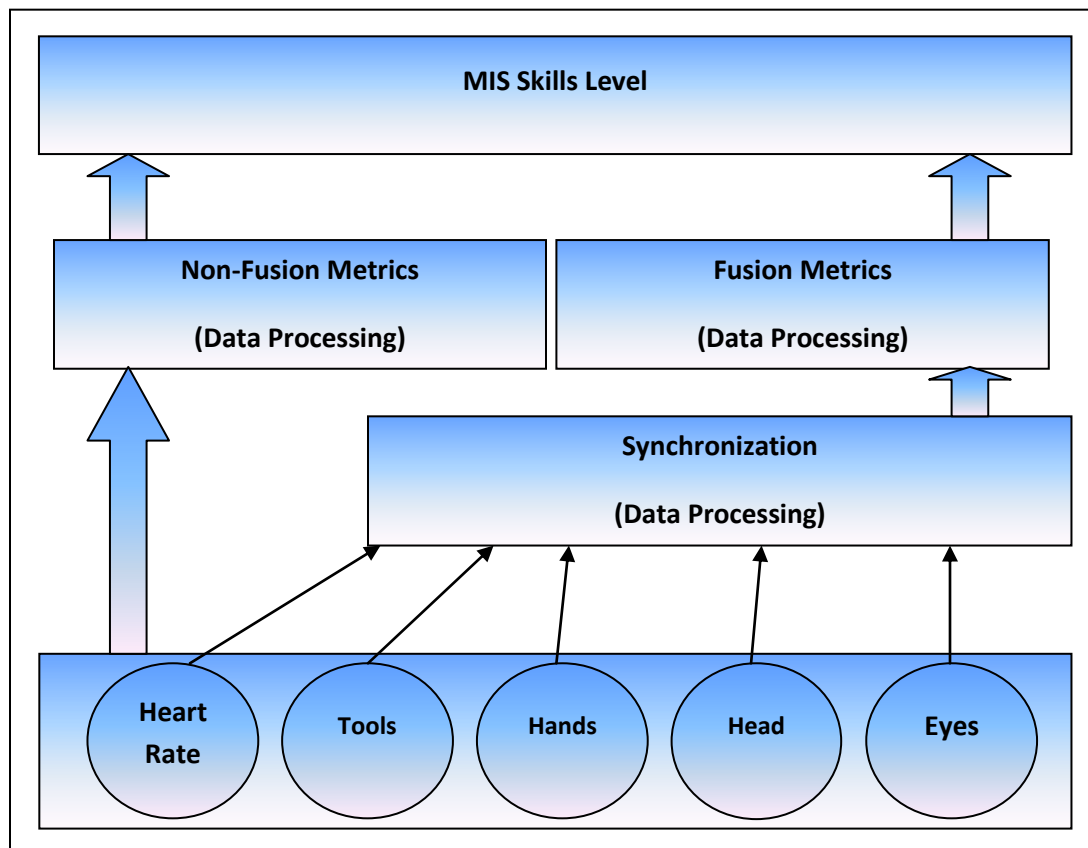 MIS Skills Level
Non-Fusion Metrics
(Data Processing)
Fusion Metrics
(Data Processing)
Synchronization
(Data Processing)
Heart
Rate
Tools
Hands
Head
Eyes